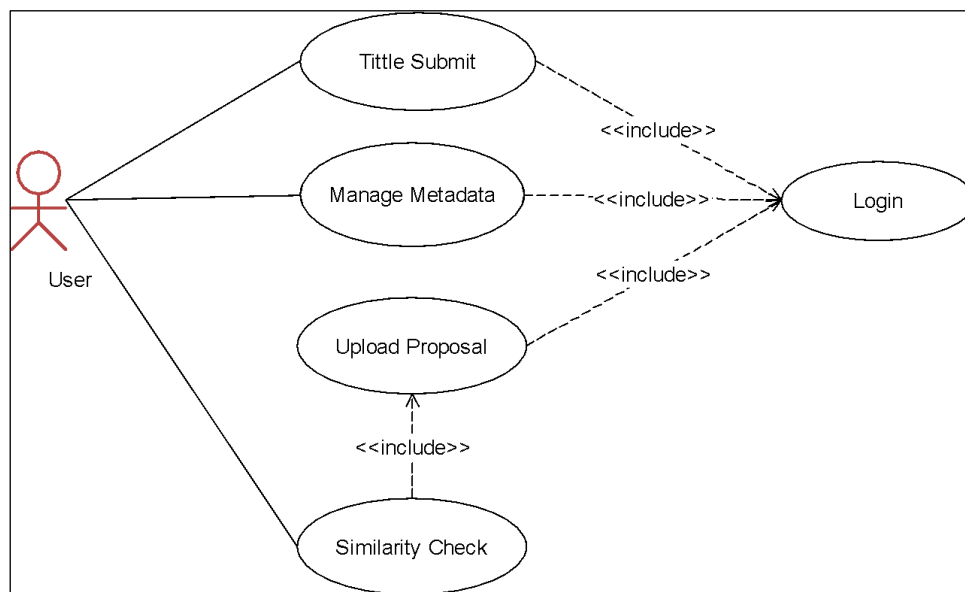 Tittle Submit
<<include>>
Manage Metadata
<<include>>
Login
User
<<include>>
Upload Proposal
<<include>>
Similarity Check